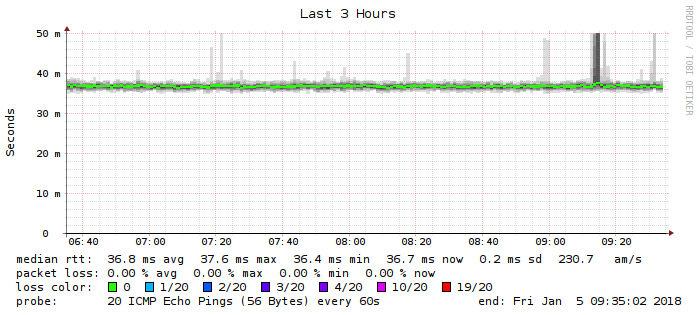 Last 3 Hours
RRDTOOL / TOBI OETIKER
Seconds
50 m
40 m
30 m
20 m
10 m
0
06:40 07:00 07:20 07:40 08:00 08:20 08:40 09:00 09:20
median rtt: 36.8 ms avg 37.6 ms max 36.4 ms min 36.7 ms now 0.2 ms sd 230.7 am/s
packet loss: 0.00 % avg 0.00 % max 0.00 % min 0.00 % now
loss color: 0 1/20 2/20 3/20 4/20 10/20 19/20
probe: 20 ICMP Echo Pings (56 Bytes) every 60s end: Fri Jan 5 09:35:02 2018